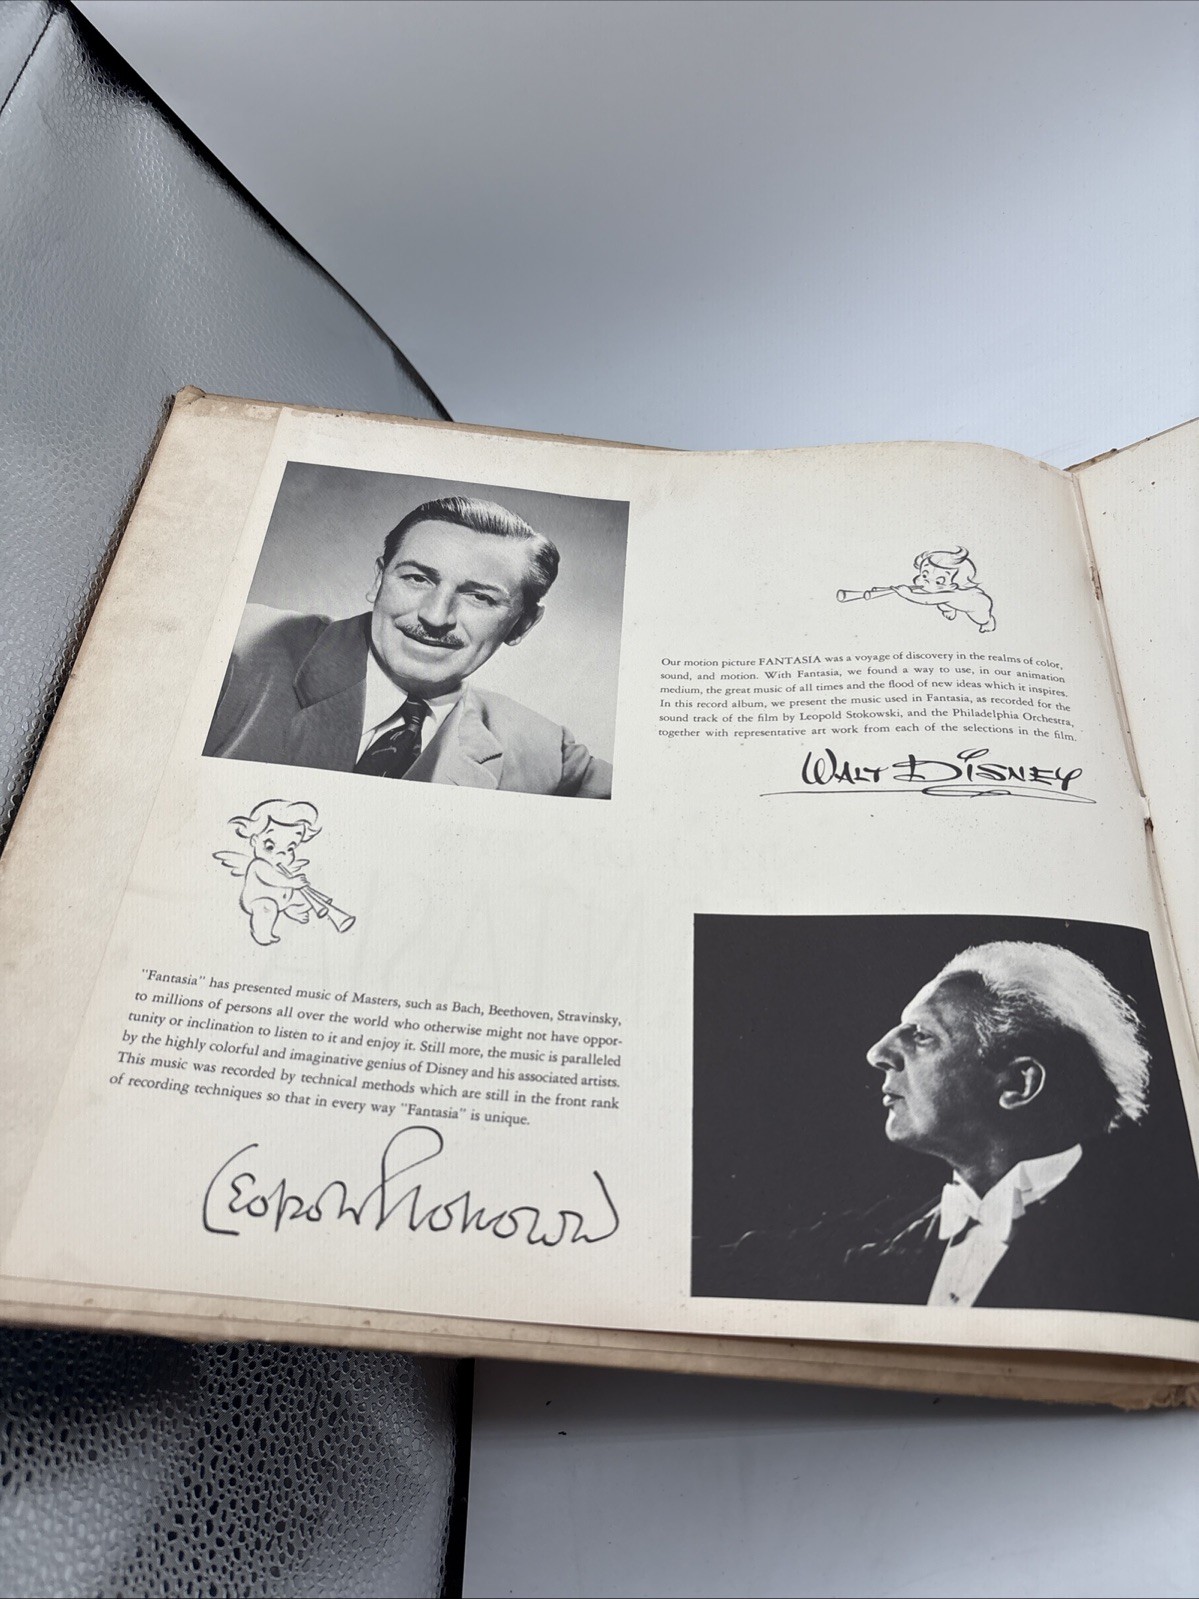 Our motion picture FANTASIA was a voyage of discovery in the realms of color,
sound, and motion. With Fantasia, we found a way to use, in our animation
medium, the great music of all times and the flood of new ideas which it inspires.
In this record album, we present the music used in Fantasia, as recorded for the
sound track of the film by Leopold Stokowski, and the Philadelphia Orchestra,
together with representative art work from each of the selections in the film.
WALT DISNEY
"Fantasia" has presented music of Masters, such as Bach, Beethoven, Stravinsky,
to millions of persons all over the world who otherwise might not have oppor-
tunity or inclination to listen to it and enjoy it. Still more, the music is paralleled
by the highly colorful and imaginative genius of Disney and his associated artists.
This music was recorded by technical methods which are still in the front rank
of recording techniques so that in every way "Fantasia" is unique.
Leopold Stokowski